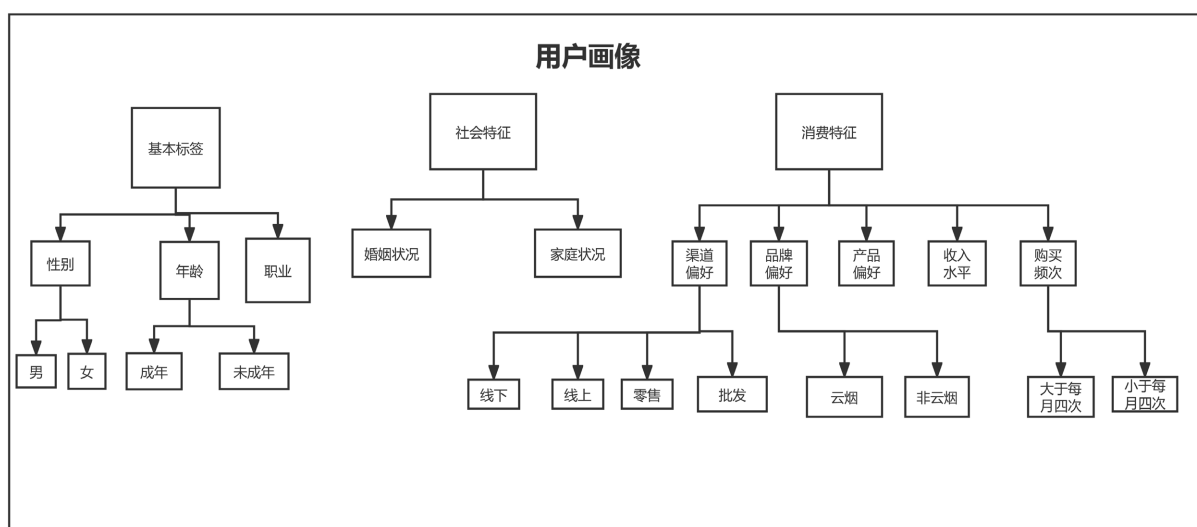 用户画像
基本标签
社会特征
消费特征
性别
年龄
职业
婚姻状况
家庭状况
渠道
偏好
品牌
偏好
产品
偏好
收入
水平
购买
频次
男
女
成年
未成年
线下
线上
零售
批发
云烟
非云烟
大于每
月四次
小于每
月四次